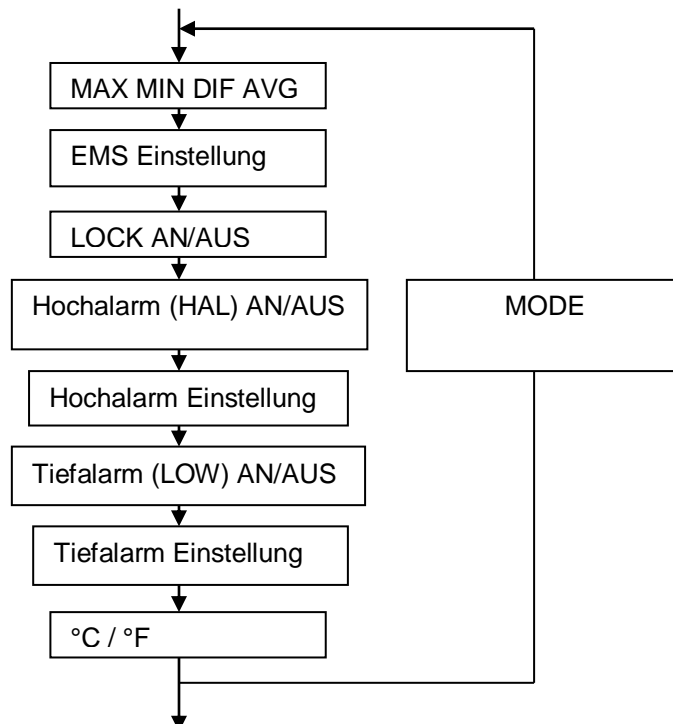 MAX MIN DIF AVG
EMS Einstellung
LOCK AN/AUS
Hochalarm (HAL) AN/AUS
MODE
Hochalarm Einstellung
Tiefalarm (LOW) AN/AUS
Tiefalarm Einstellung
°C / °F